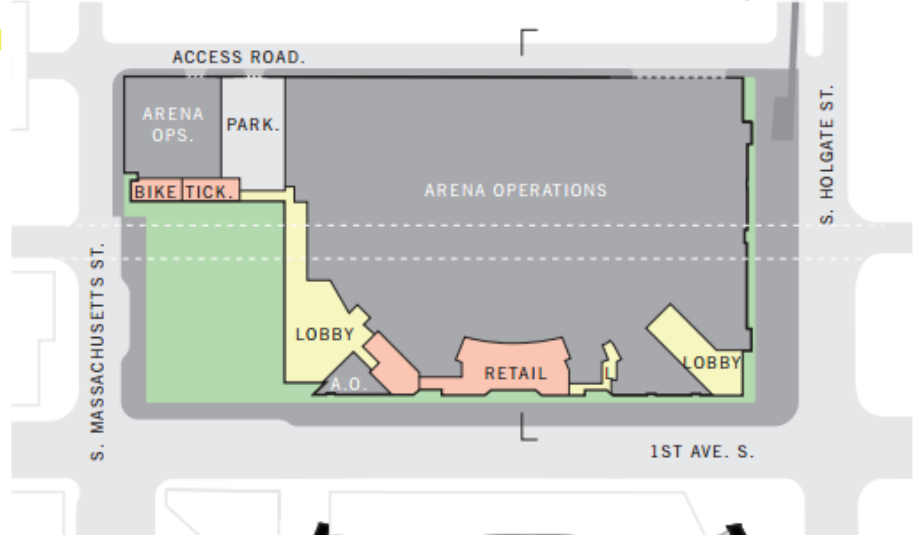 ACCESS ROAD.
ARENA
OPS.
PARK.
S. HOLGATE ST.
BIKE
TICK.
ARENA OPERATIONS
S. MASSACHUSETTS ST.
LOBBY
A.O.
RETAIL
L
LOBBY
1ST AVE. S.